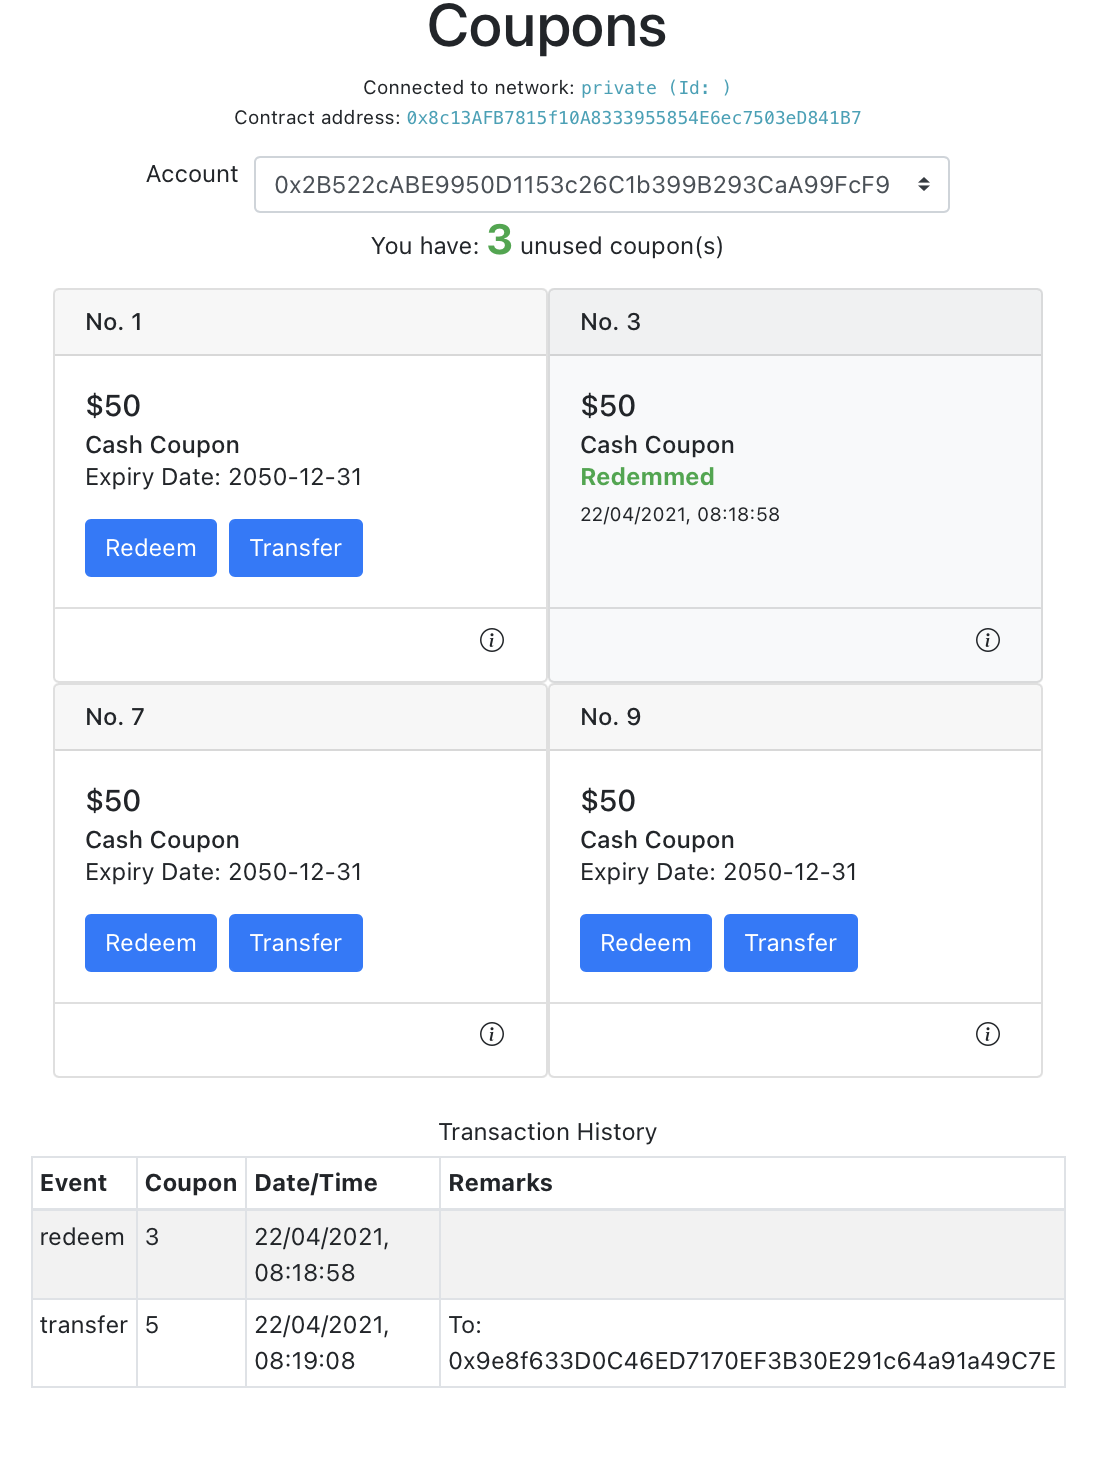 Coupons
Connected to network: private (Id: )
Contract address: 0x8c13AFB7815f10A8333955854E6ec7503eD841B7
Account 0x2B522cABE9950D1153c26C1b399B293CaA99FcF9
You have: 3 unused coupon(s)
No. 1
$50
Cash Coupon
Expiry Date: 2050-12-31
Redeem Transfer
No. 3
$50
Cash Coupon
Redemmed
22/04/2021, 08:18:58
No. 7
$50
Cash Coupon
Expiry Date: 2050-12-31
Redeem Transfer
No. 9
$50
Cash Coupon
Expiry Date: 2050-12-31
Redeem Transfer
Transaction History
Event Coupon Date/Time Remarks
redeem 3 22/04/2021,
08:18:58
transfer 5 22/04/2021, To:
08:19:08 0x9e8f633D0C46ED7170EF3B30E291c64a91a49C7E